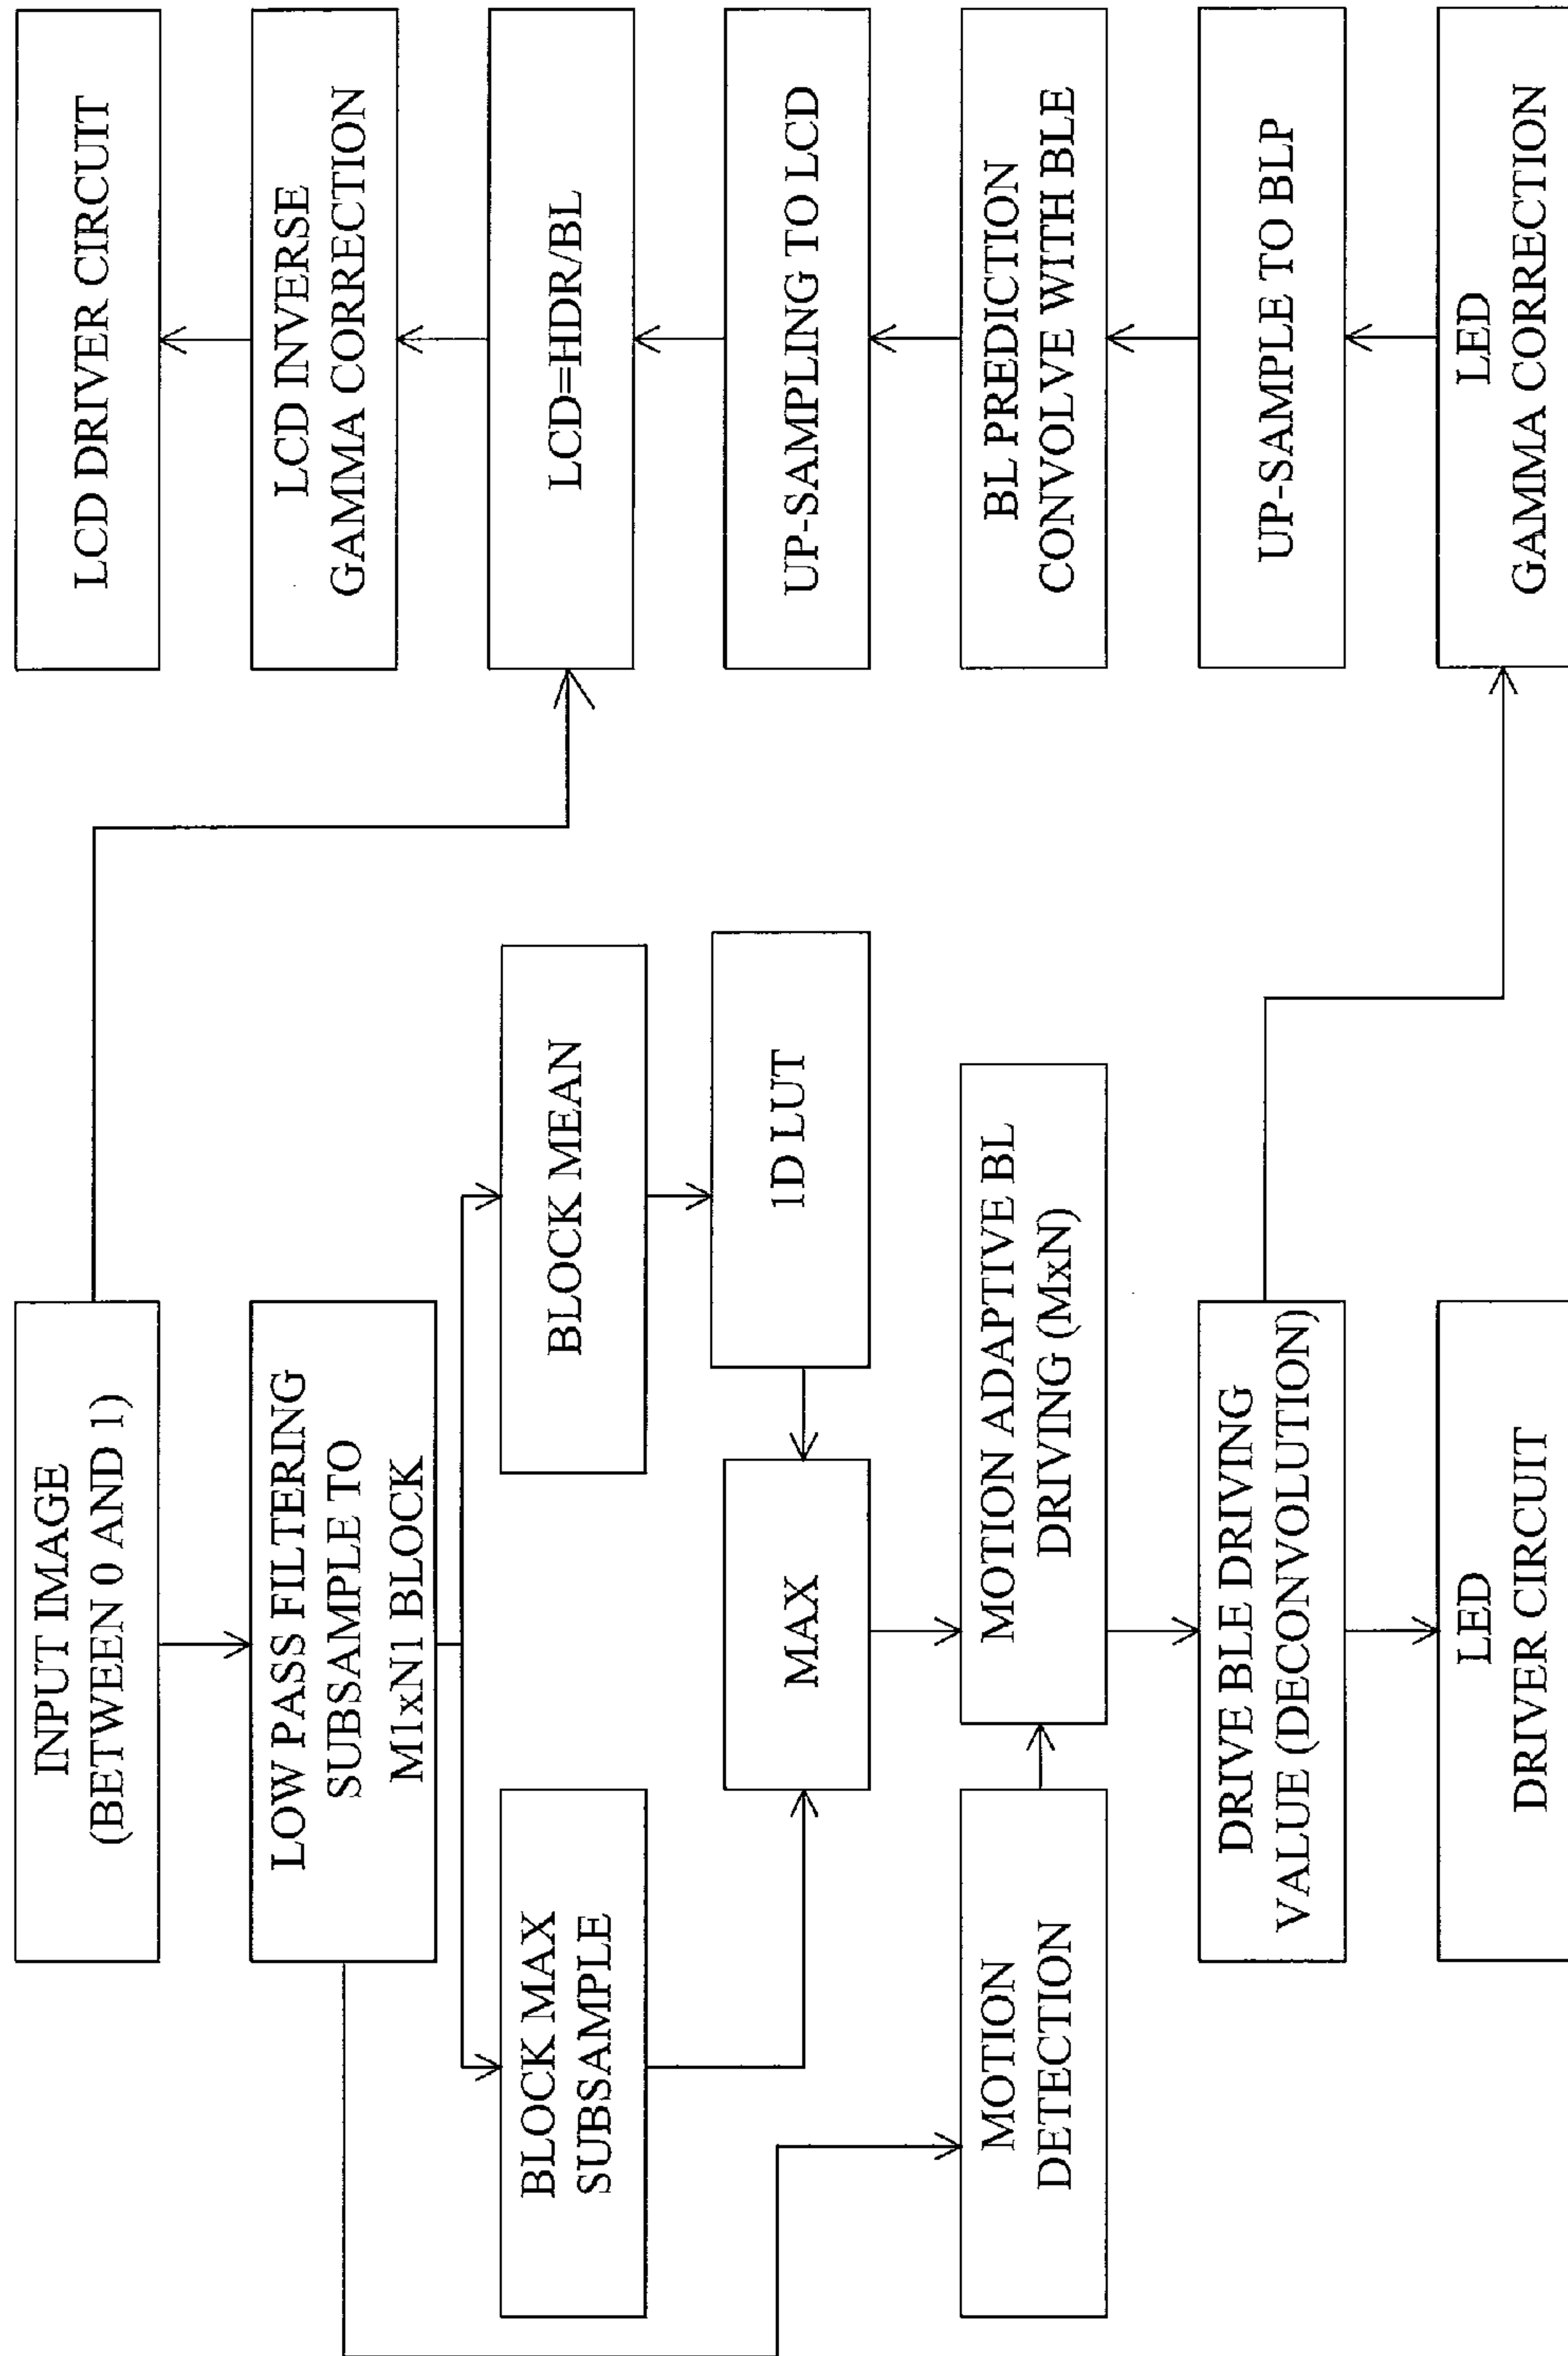 INPUT IMAGE
(BETWEEN 0 AND 1)
LOW PASS FILTERING
SUBSAMPLE TO
M1xN1 BLOCK
BLOCK MAX
SUBSAMPLE
BLOCK MEAN
1D LUT
MAX
MOTION
DETECTION
MOTION ADAPTIVE BL
DRIVING (MxN)
DRIVE BLE DRIVING
VALUE (DECONVOLUTION)
LED
DRIVER CIRCUIT
LCD DRIVER CIRCUIT
LCD INVERSE
GAMMA CORRECTION
LCD=HDR/BL
UP-SAMPLING TO LCD
BL PREDICTION
CONVOLVE WITH BLE
UP-SAMPLE TO BLP
LED
GAMMA CORRECTION